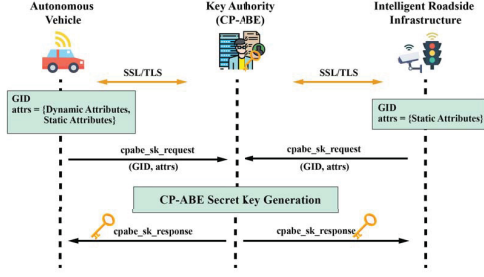 Autonomous
Vehicle
Key Authority
(CP-ABE)
Intelligent Roadside
Infrastructure
SSL/TLS
SSL/TLS
GID
attrs = {Dynamic Attributes,
Static Attributes}
GID
attrs = {Static Attributes}
cpabe_sk_request
(GID, attrs)
cpabe_sk_request
(GID, attrs)
CP-ABE Secret Key Generation
cpabe_sk_response
cpabe_sk_response